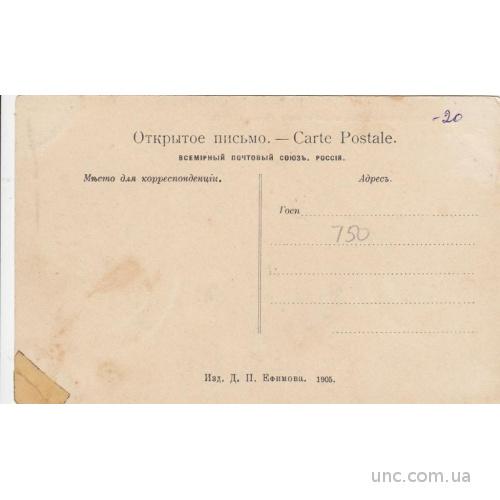 -20
Открытое письмо. — Carte Postale.
ВСЕМІРНЫЙ ПОЧТОВЫЙ СОЮЗЪ. РОССІЯ.
Мѣсто для корреспонденціи.
Адресъ.
Госп
750
Изд. Д. П. Ефимова. 1905.
unc.com.ua